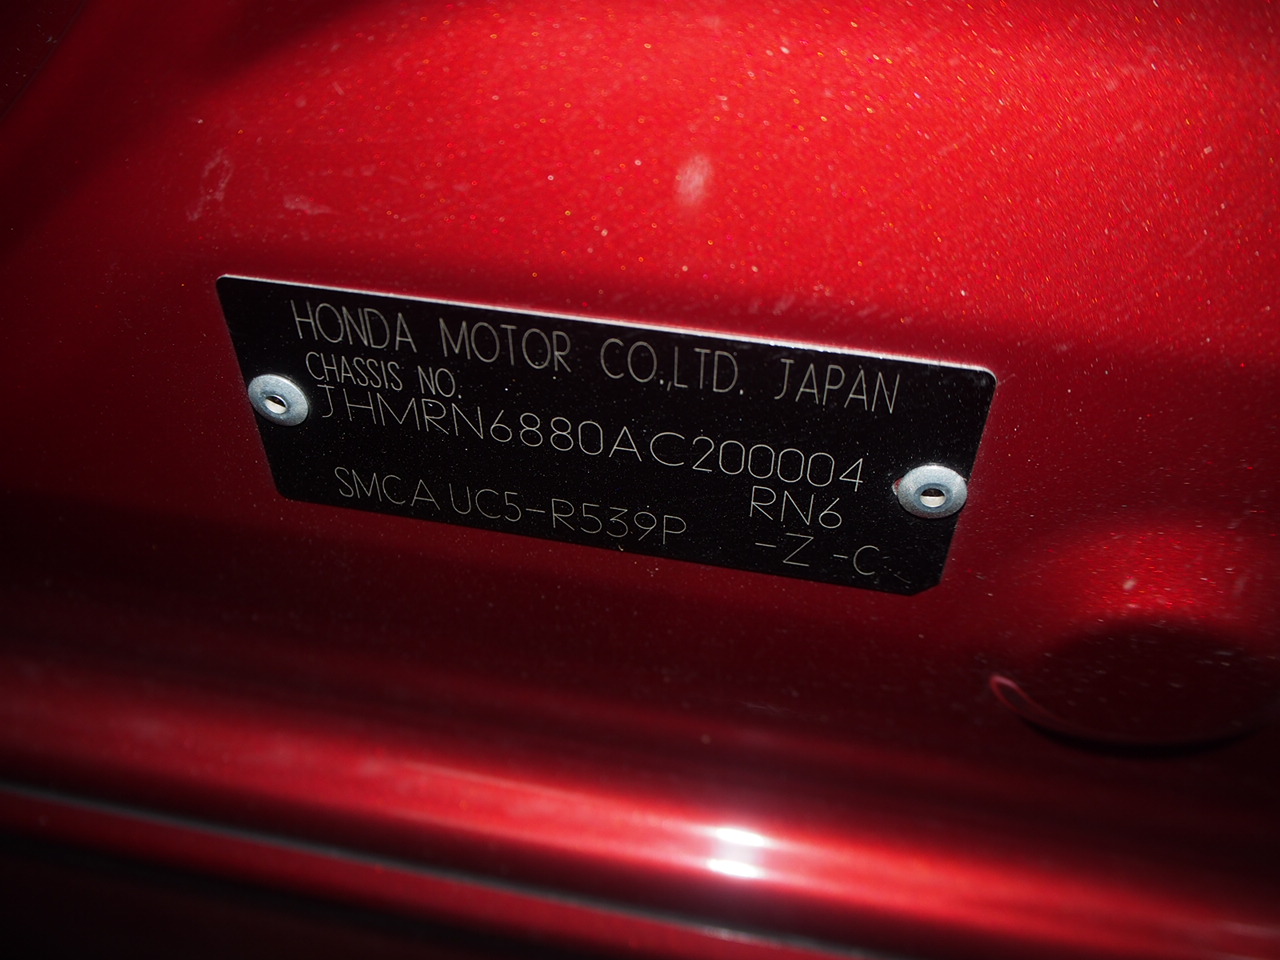 HONDA MOTOR CO.,LTD. JAPAN
CHASSIS NO.
JHMRN6880AC200004
RN6
SMCA UC5-R539P -Z -C